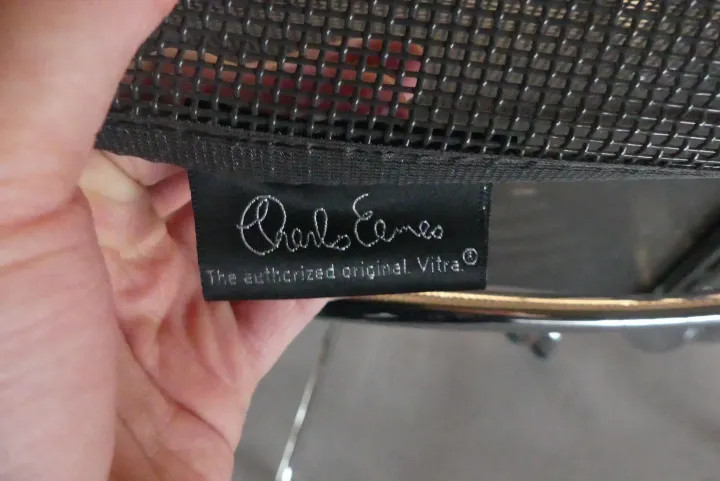 Charles Eames
The authorized original. Vitra.®